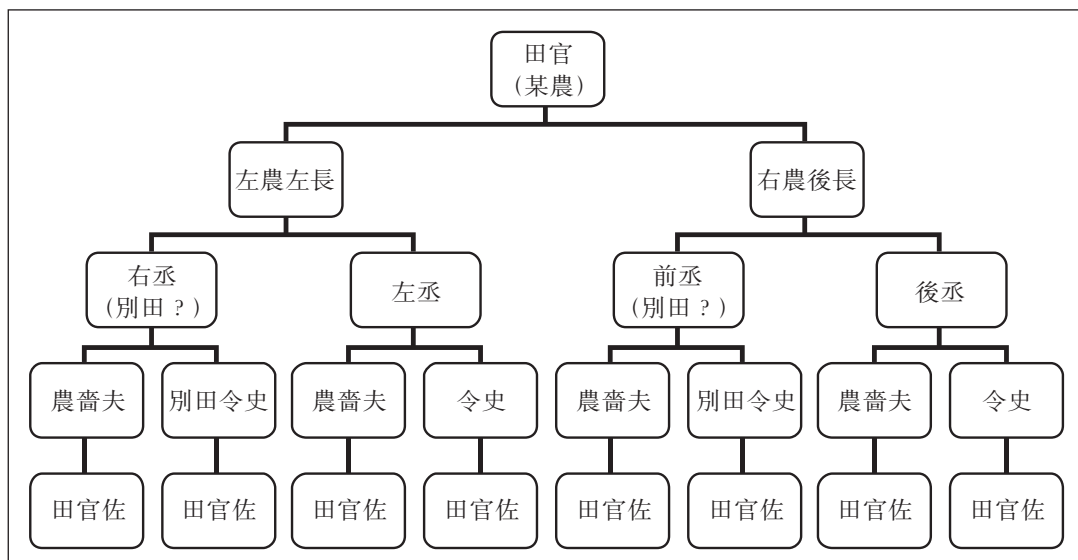 田官
(某農)
左農左長
右農後長
右丞
(別田?)
左丞
前丞
(別田?)
後丞
農嗇夫
別田令史
農嗇夫
令史
農嗇夫
別田令史
農嗇夫
令史
田官佐
田官佐
田官佐
田官佐
田官佐
田官佐
田官佐
田官佐